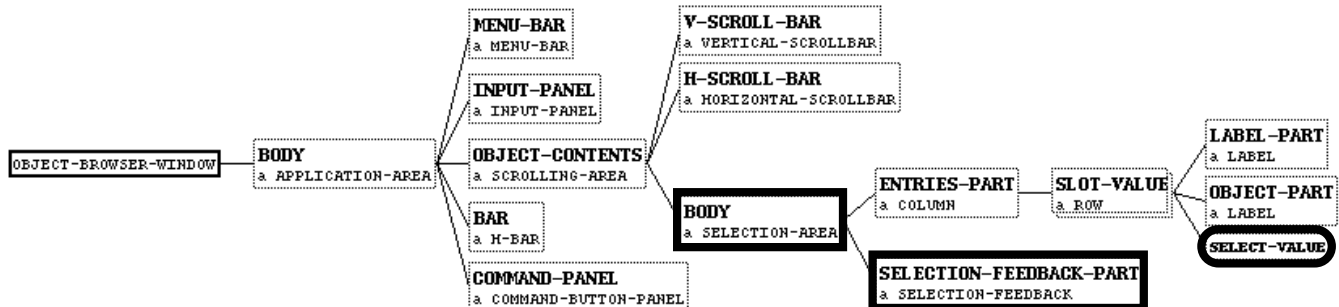 OBJECT-BROWSER-WINDOW
BODY
a APPLICATION-AREA
MENU-BAR
a MENU-BAR
INPUT-PANEL
a INPUT-PANEL
OBJECT-CONTENTS
a SCROLLING-AREA
BAR
a H-BAR
COMMAND-PANEL
a COMMAND-BUTTON-PANEL
V-SCROLL-BAR
a VERTICAL-SCROLLBAR
H-SCROLL-BAR
a HORIZONTAL-SCROLLBAR
BODY
a SELECTION-AREA
ENTRIES-PART
a COLUMN
SELECTION-FEEDBACK-PART
a SELECTION-FEEDBACK
SLOT-VALUE
a ROW
LABEL-PART
a LABEL
OBJECT-PART
a LABEL
SELECT-VALUE